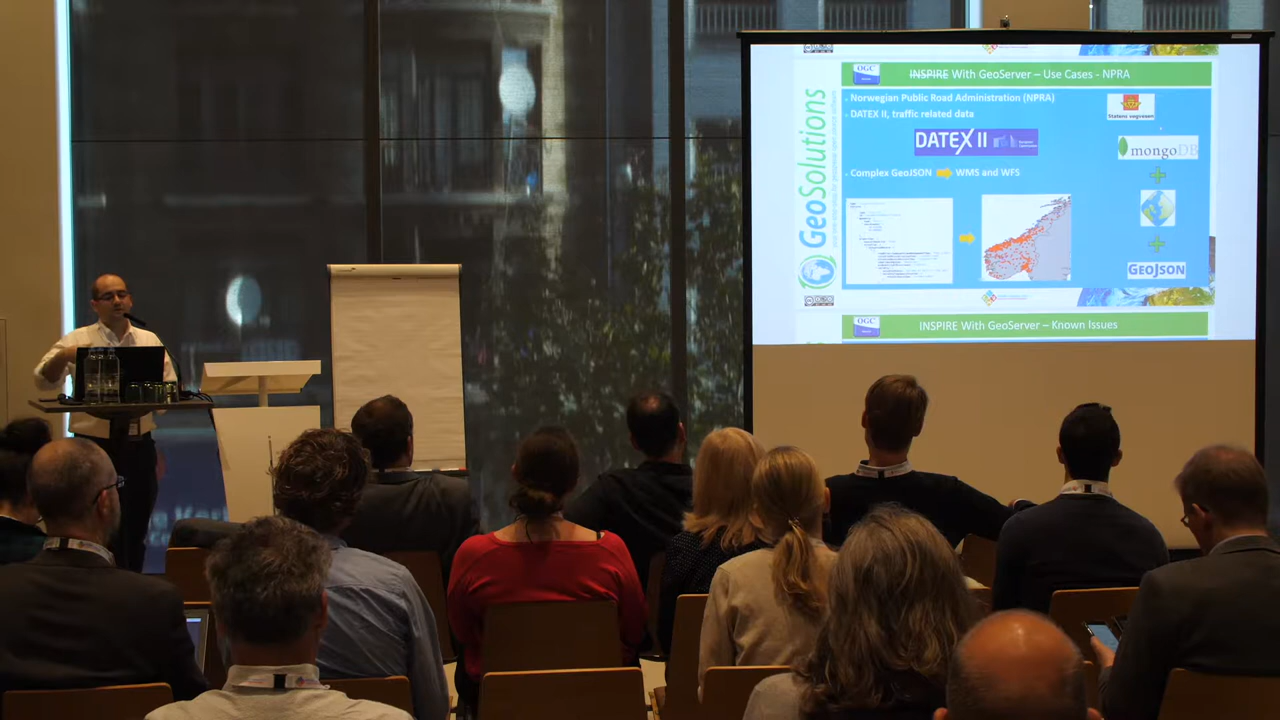 OGC
INSPIRE With GeoServer – Use Cases - NPRA
GeoSolutions
Norwegian Public Road Administration (NPRA)
DATEX II, traffic related data
Statens vegvesen
DATEX II
mongoDB
Complex GeoJSON WMS and WFS
GEOJSON
OGC
INSPIRE With GeoServer – Known Issues